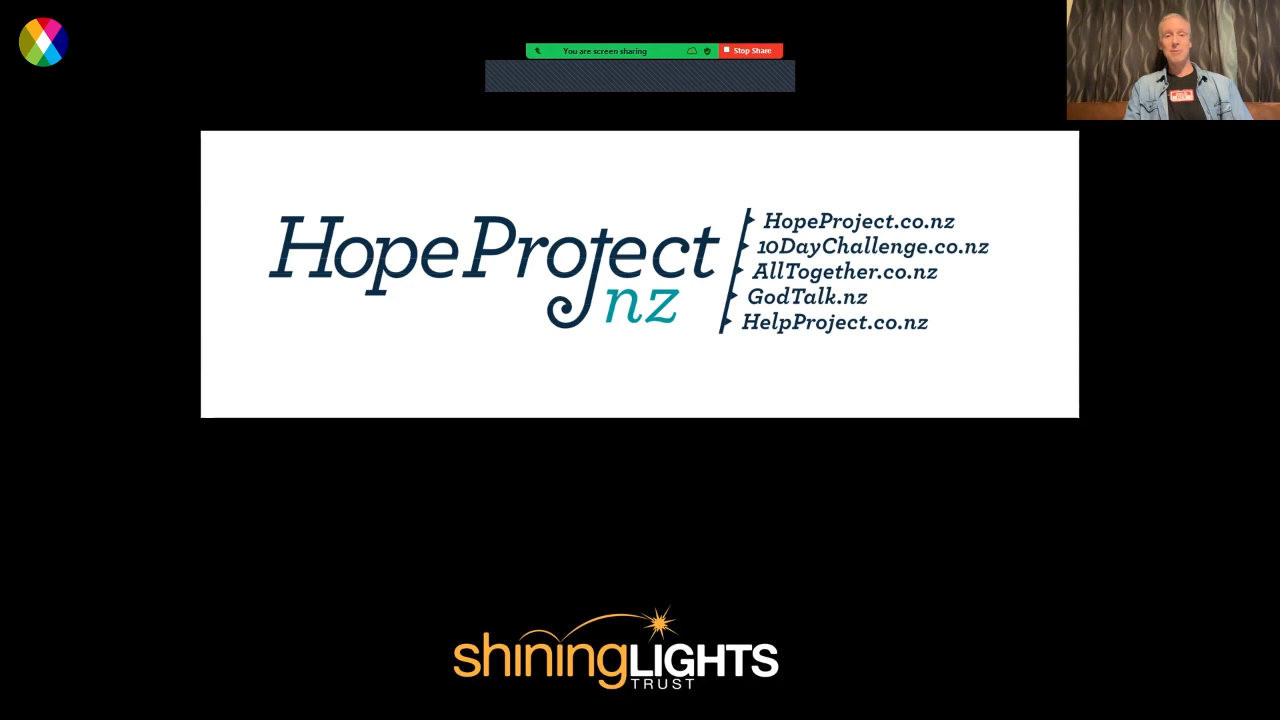 You are screen sharing
Stop Share
HopeProject
nz
HopeProject.co.nz
10DayChallenge.co.nz
AllTogether.co.nz
GodTalk.nz
HelpProject.co.nz
shiningLIGHTS
TRUST